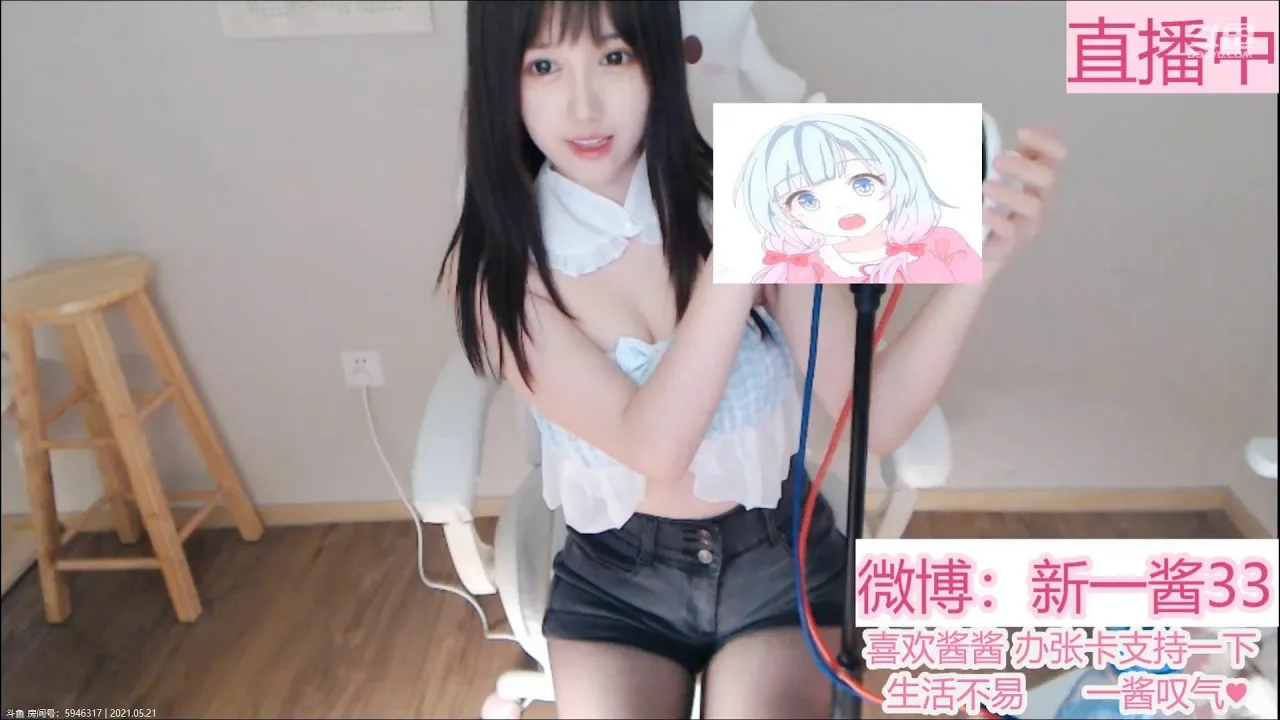 直播中
微博：新一酱33
喜欢酱酱 办张卡支持一下
生活不易 一酱叹气♥
斗鱼 房间号：5946317 | 2021.05.21